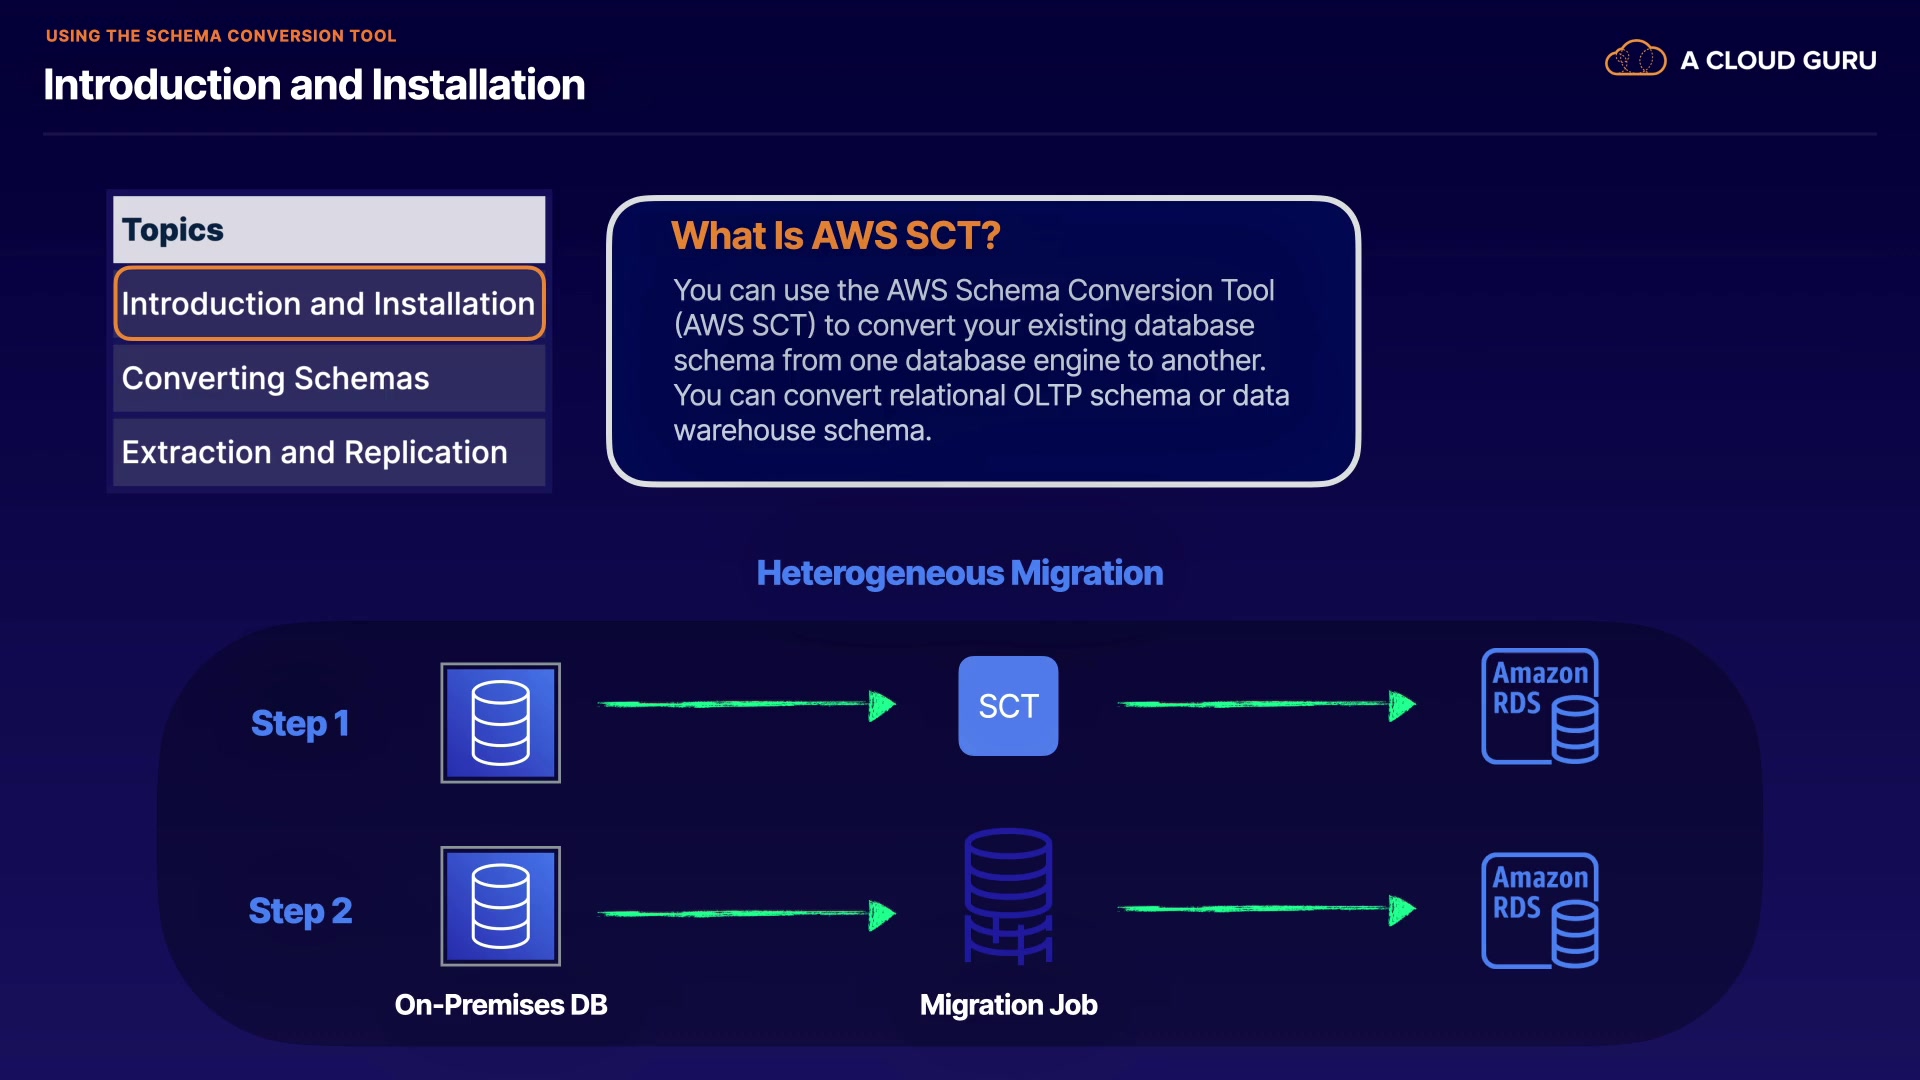 USING THE SCHEMA CONVERSION TOOL
Introduction and Installation
A CLOUD GURU
Topics
Introduction and Installation
Converting Schemas
Extraction and Replication
What Is AWS SCT?
You can use the AWS Schema Conversion Tool
(AWS SCT) to convert your existing database
schema from one database engine to another.
You can convert relational OLTP schema or data
warehouse schema.
Heterogeneous Migration
Step 1
SCT
Amazon
RDS
Step 2
Amazon
RDS
On-Premises DB
Migration Job